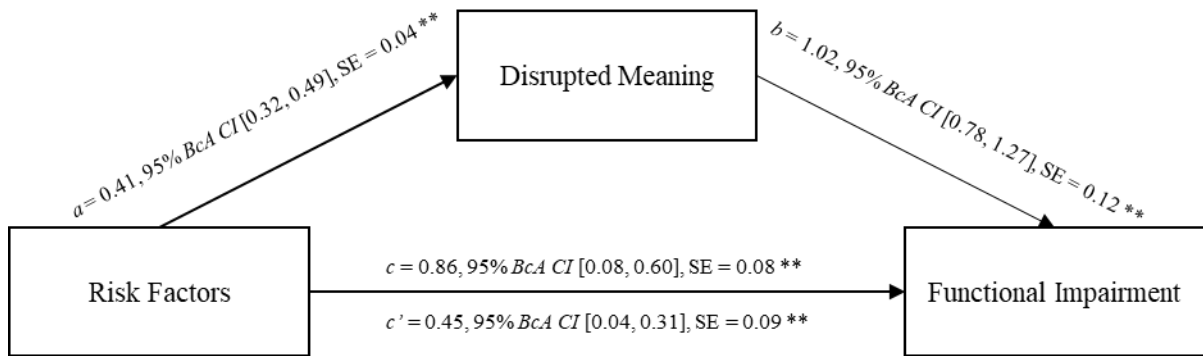 a = 0.41, 95% BcA CI [0.32, 0.49], SE = 0.04 **
Disrupted Meaning
b = 1.02, 95% BcA CI [0.78, 1.27], SE = 0.12 **
Risk Factors
c = 0.86, 95% BcA CI [0.08, 0.60], SE = 0.08 **
c’ = 0.45, 95% BcA CI [0.04, 0.31], SE = 0.09 **
Functional Impairment